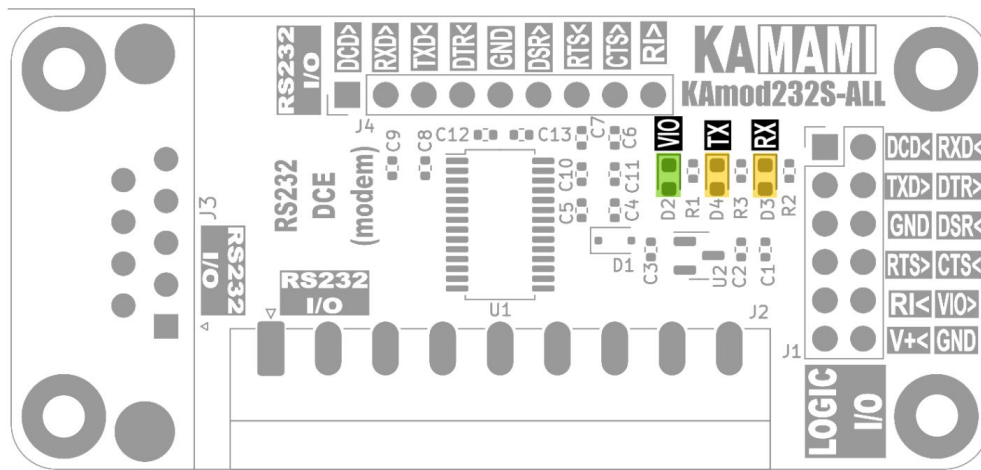 RS232 I/O
DCD> RXD> TXD< DTR< GND DSR> RTS< CTS> RI>
KAMAMI
KAmod232S-ALL
J4
C9 C8 C12 C13 C7 C6
VIO TX RX
RS232
DCE
(modem)
C10 C11
C5 C4
D2 R1 D4 R3 D3 R2
D1 C3 U2 C2 C1
J3
RS232
I/O
RS232
I/O
U1
J2
J1
DCD< RXD<
TXD> DTR>
GND DSR<
RTS> CTS<
RI< VIO>
V+< GND
LOGIC
I/O